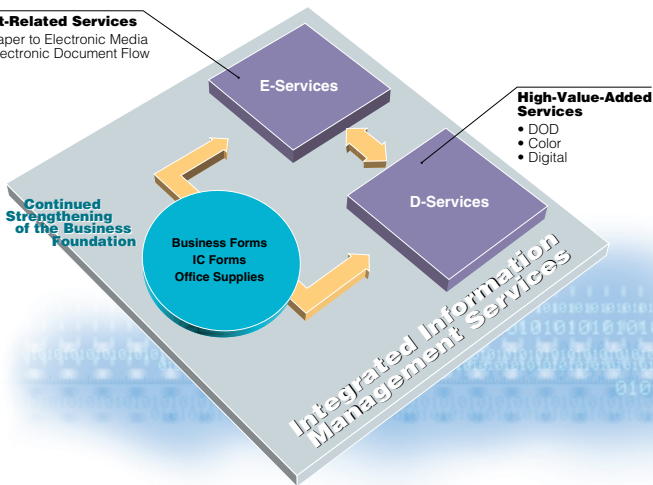 t-Related Services
aper to Electronic Media
ectronic Document Flow
E-Services
High-Value-Added
Services
• DOD
• Color
• Digital
D-Services
Continued
Strengthening
of the Business
Foundation
Business Forms
IC Forms
Office Supplies
Integrated Information
Management Services